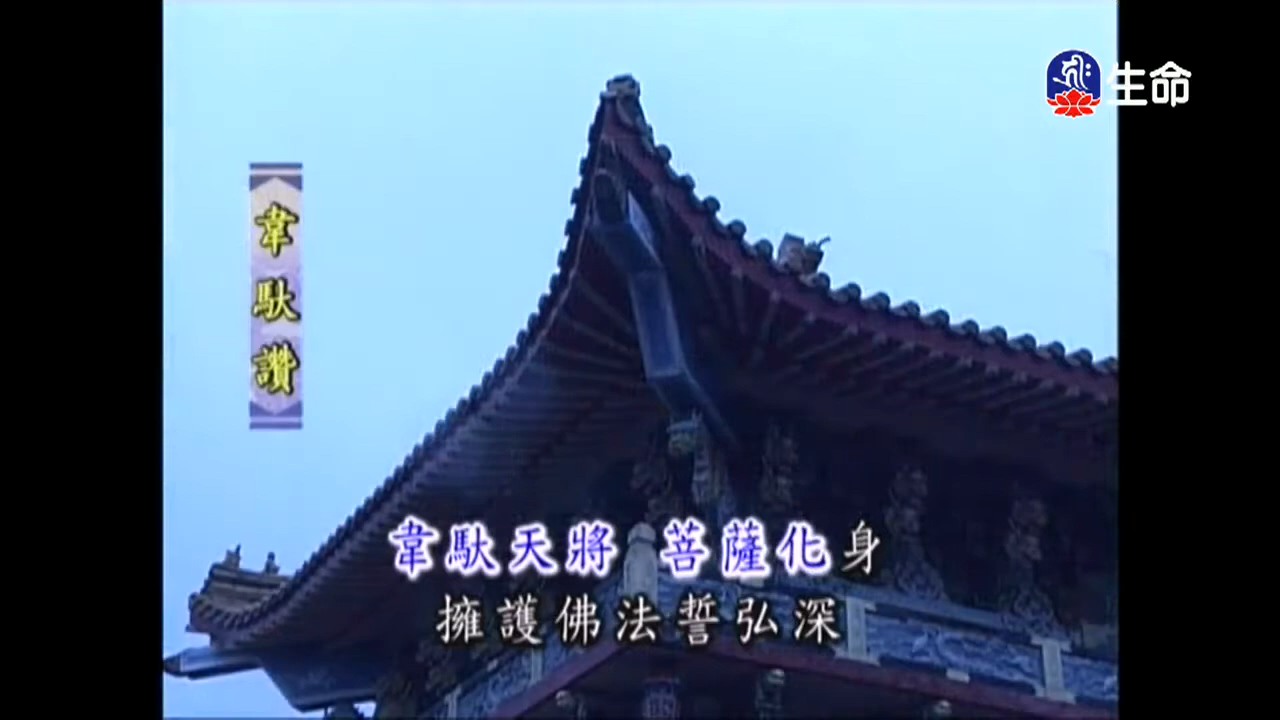 生命
韋馱讚
韋馱天將 菩薩化身
擁護佛法誓弘深